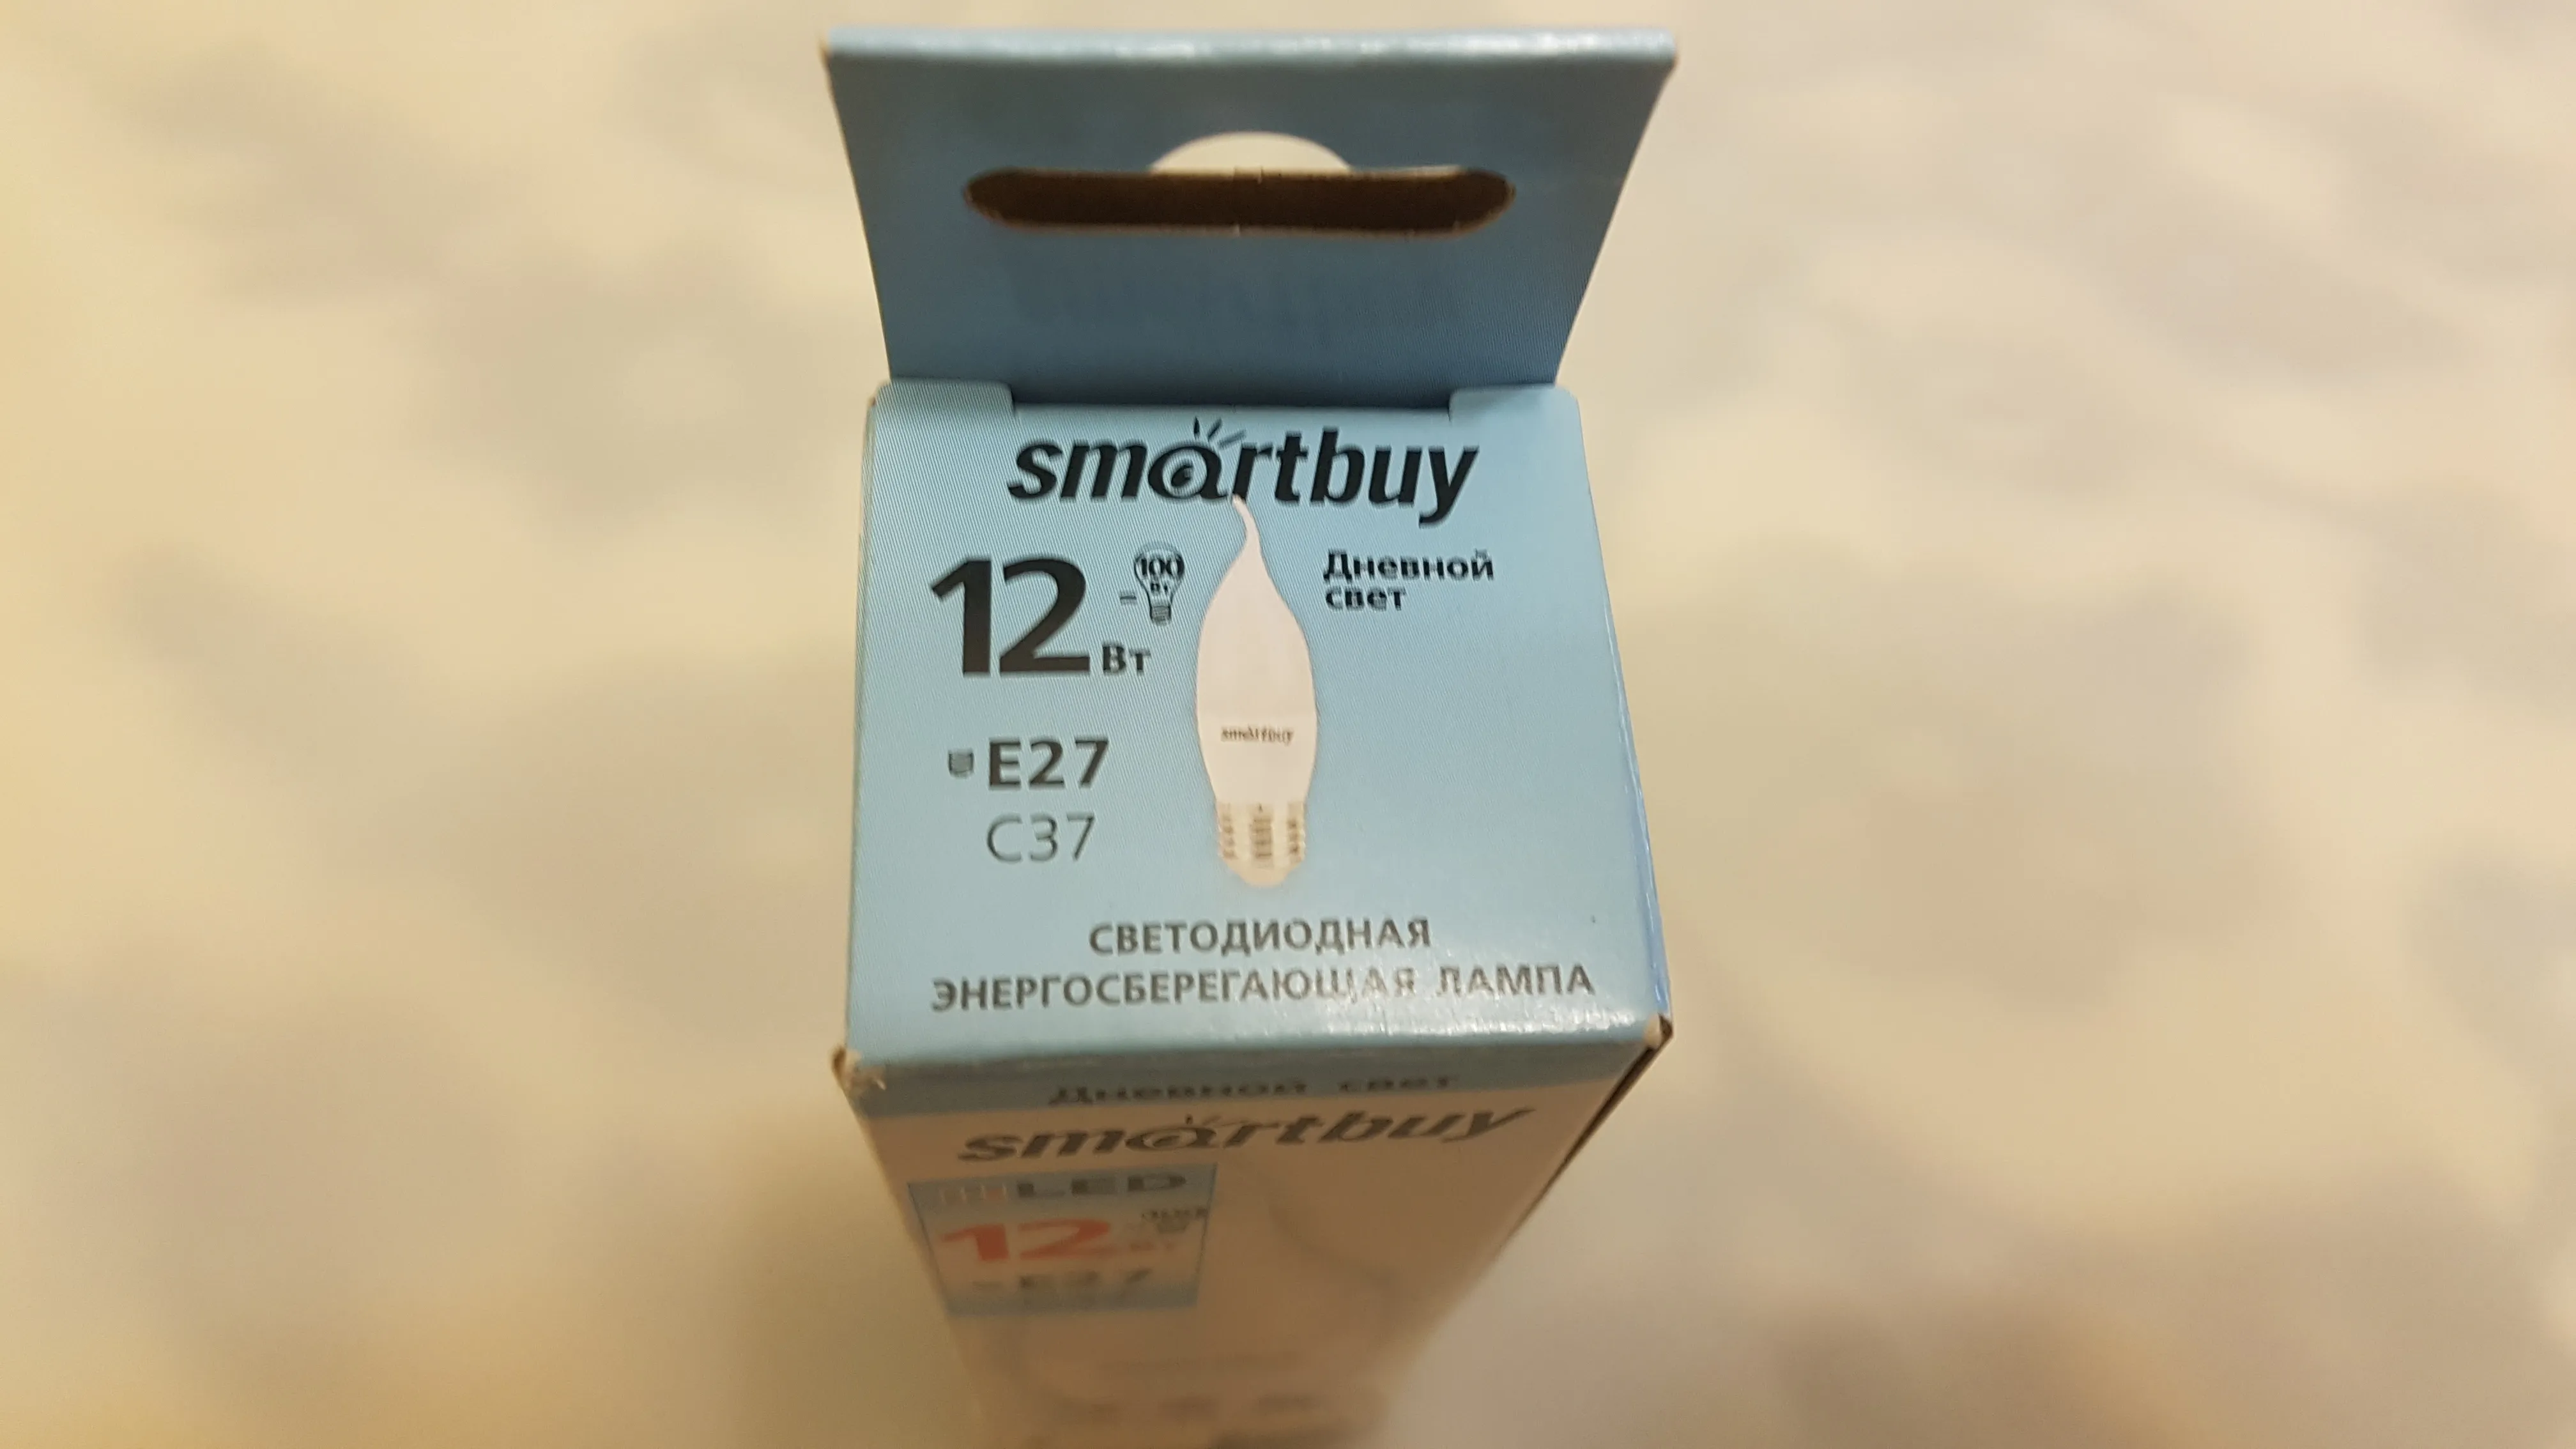 smartbuy
12 Вт
= 100 Вт
Дневной
свет
smartbuy
E27
C37
СВЕТОДИОДНАЯ
ЭНЕРГОСБЕРЕГАЮЩАЯ ЛАМПА
Дневной свет
smartbuy
LED
12 Вт
E27